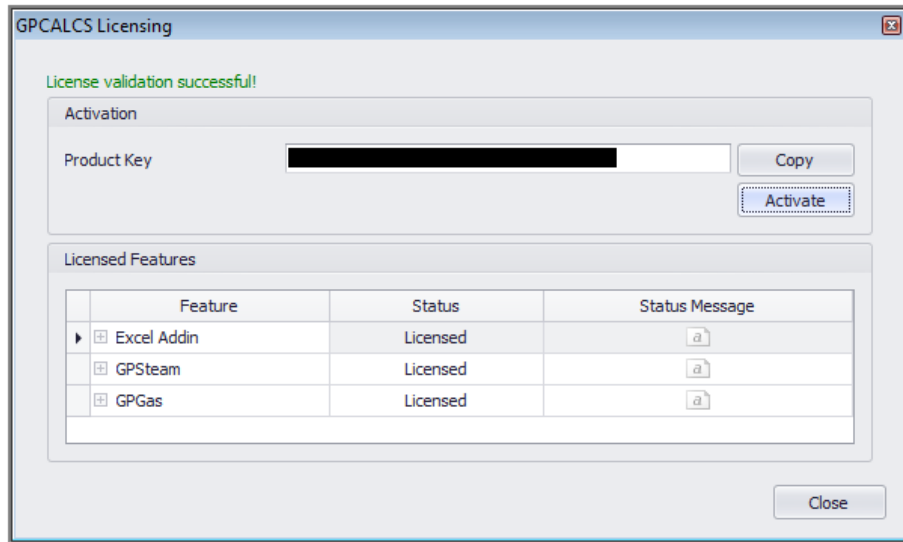 GPCALCS Licensing
License validation successful!
Activation
Product Key
Copy
Activate
Licensed Features
Feature Status Status Message
Excel Addin Licensed a
GPSteam Licensed a
GPGas Licensed a
Close